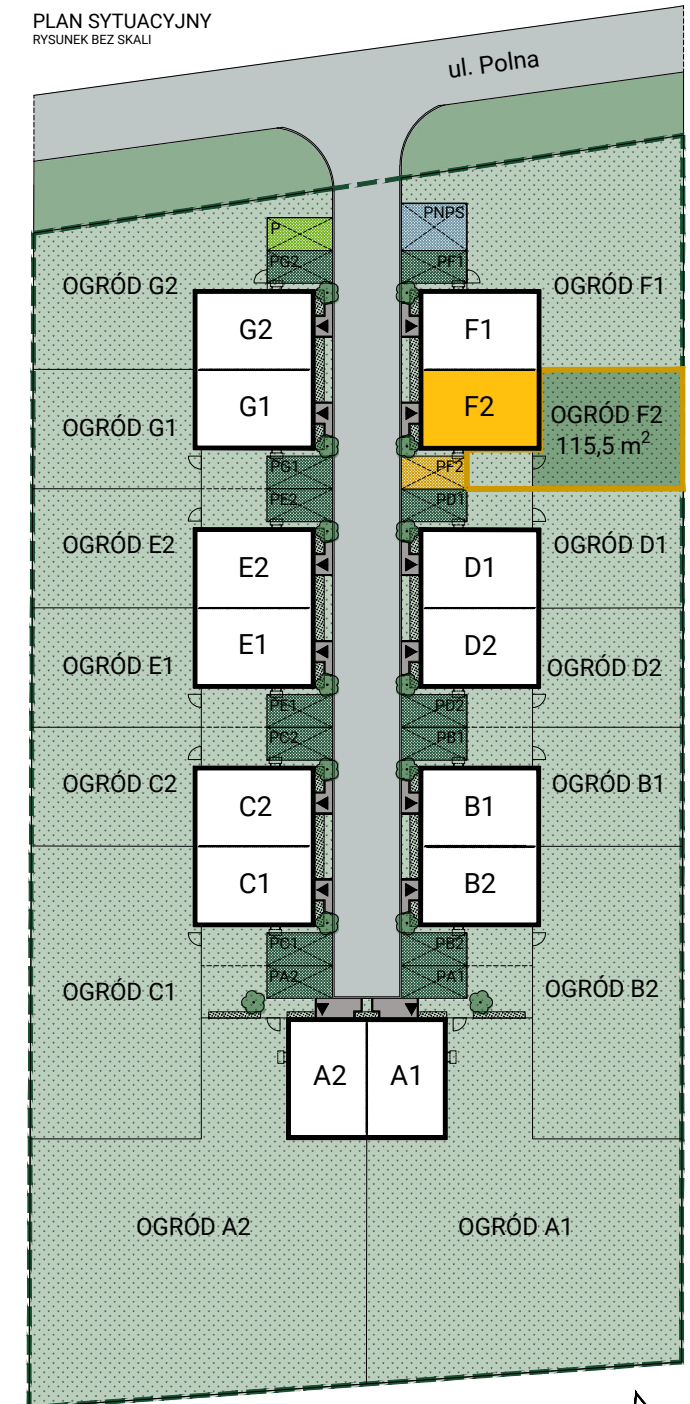 PLAN SYTUACYJNY
RYSUNEK BEZ SKALI
ul. Polna
P
PNPS
PG2
PF1
OGRÓD G2
OGRÓD F1
G2
F1
G1
F2
OGRÓD G1
OGRÓD F2
115,5 m²
PG1
PF2
PE2
PD1
OGRÓD E2
OGRÓD D1
E2
D1
E1
D2
OGRÓD E1
OGRÓD D2
PE1
PD2
PC2
PB1
OGRÓD C2
OGRÓD B1
C2
B1
C1
B2
PC1
PB2
PA2
PA1
OGRÓD C1
OGRÓD B2
A2
A1
OGRÓD A2
OGRÓD A1